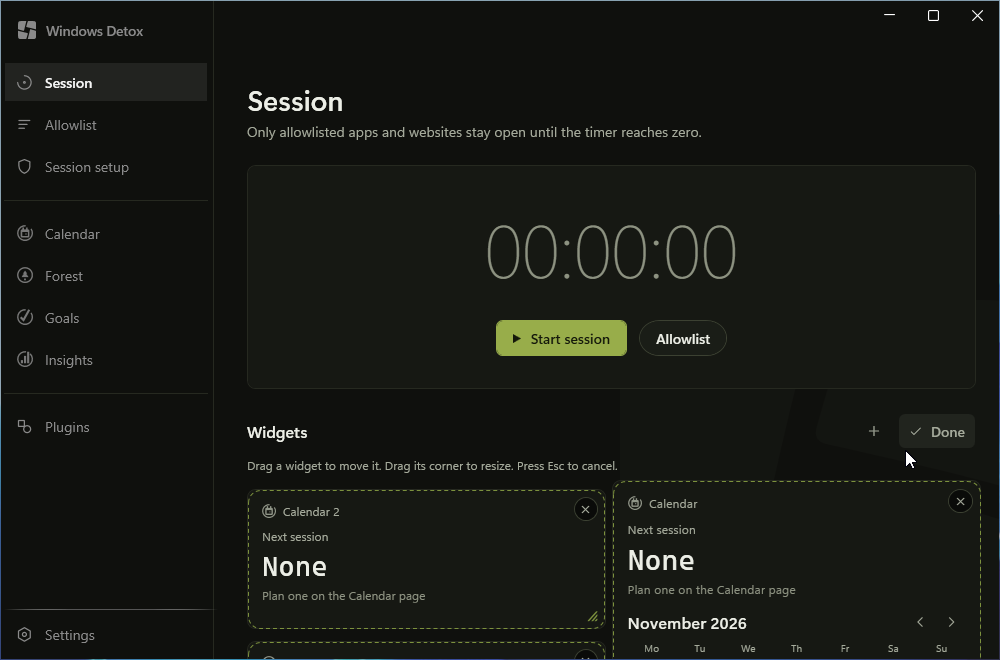 Windows Detox
Session
Allowlist
Session setup
Calendar
Forest
Goals
Insights
Plugins
Settings
Session
Only allowlisted apps and websites stay open until the timer reaches zero.
00:00:00
Start session
Allowlist
Widgets
Done
Drag a widget to move it. Drag its corner to resize. Press Esc to cancel.
Calendar 2
Next session
None
Plan one on the Calendar page
Calendar
Next session
None
Plan one on the Calendar page
November 2026
Mo Tu We Th Fr Sa Su